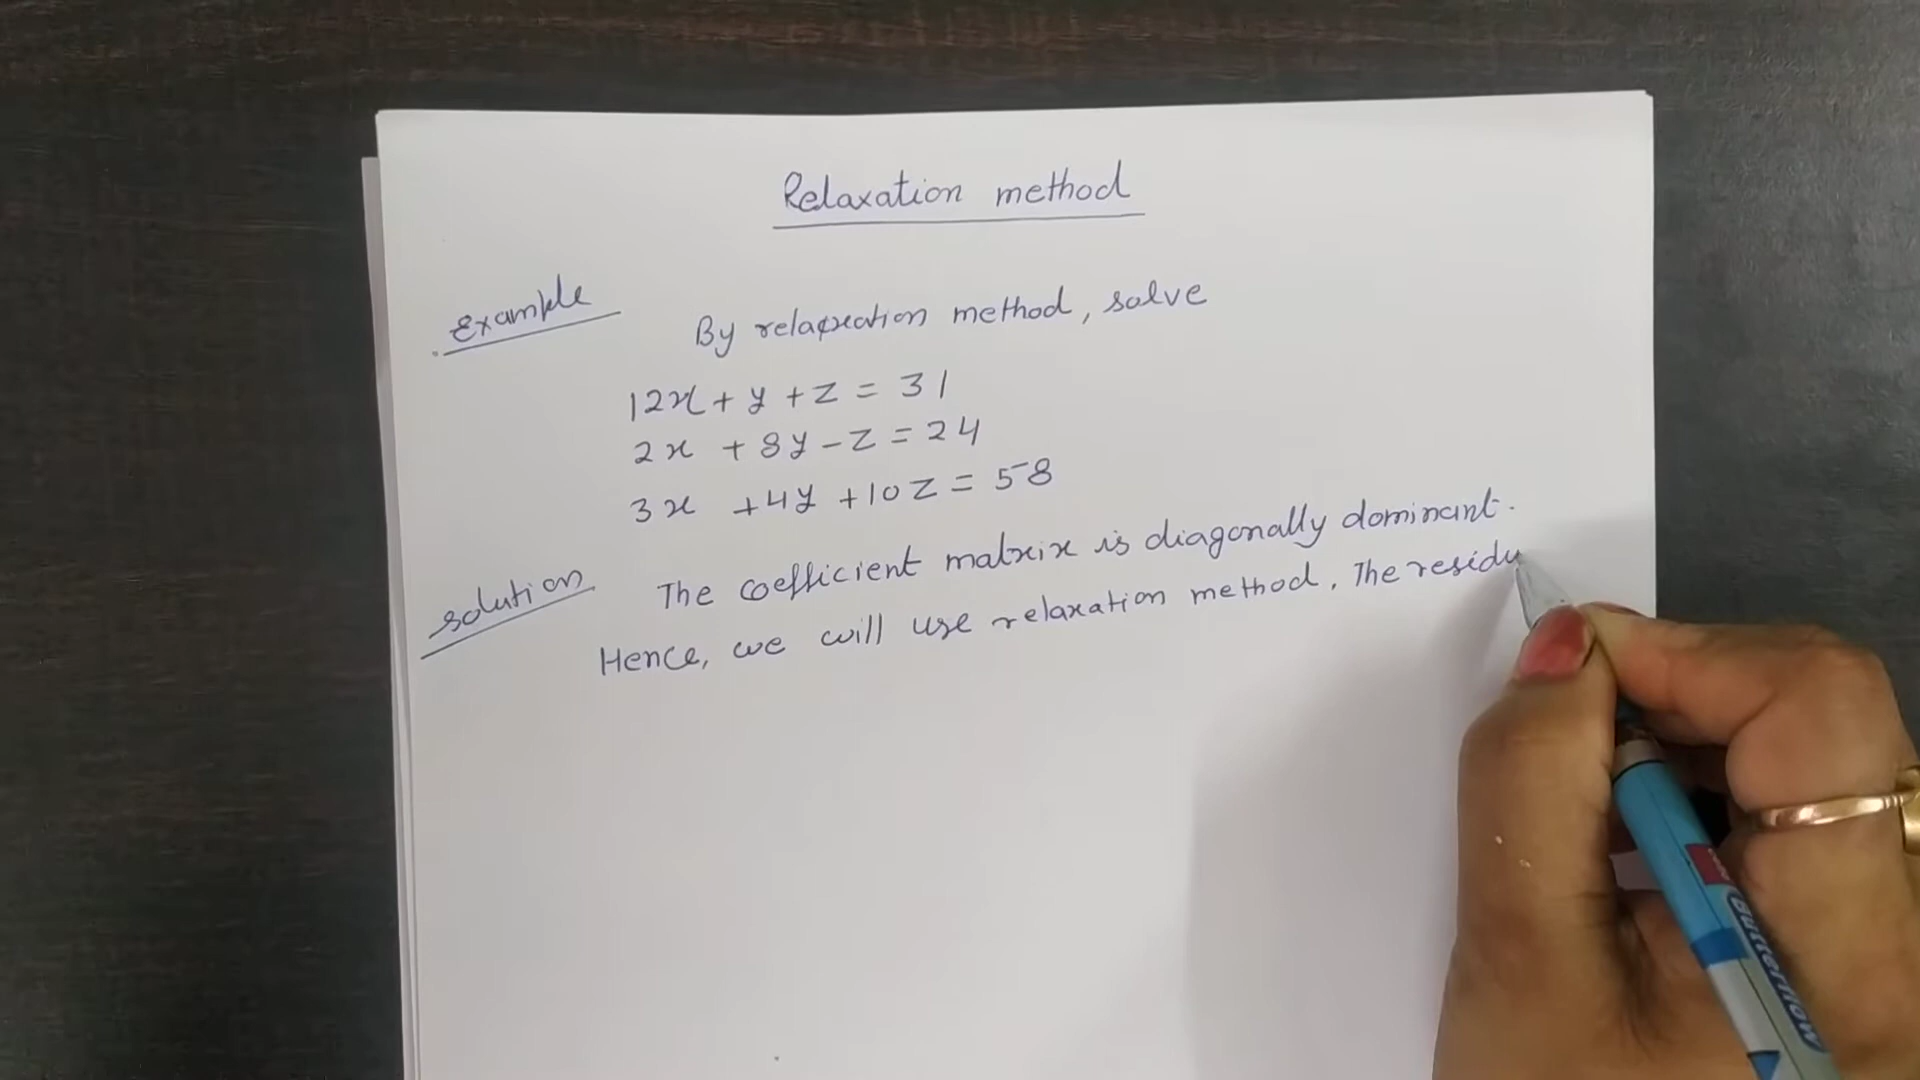 Relaxation method
Example
By relaxation method, solve
12x + y + z = 31
2x + 8y - z = 24
3x + 4y + 10z = 58
Solution
The coefficient matrix is diagonally dominant.
Hence, we will use relaxation method. The residu
Butterflow